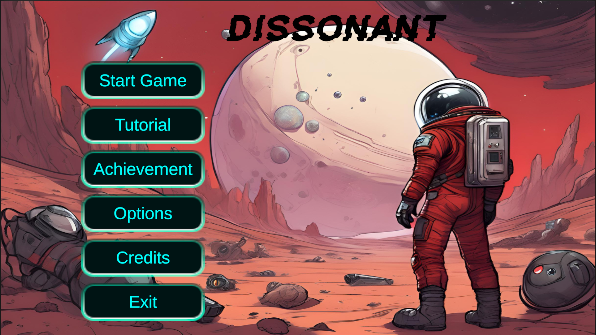 DISSONANT
Start Game
Tutorial
Achievement
Options
Credits
Exit